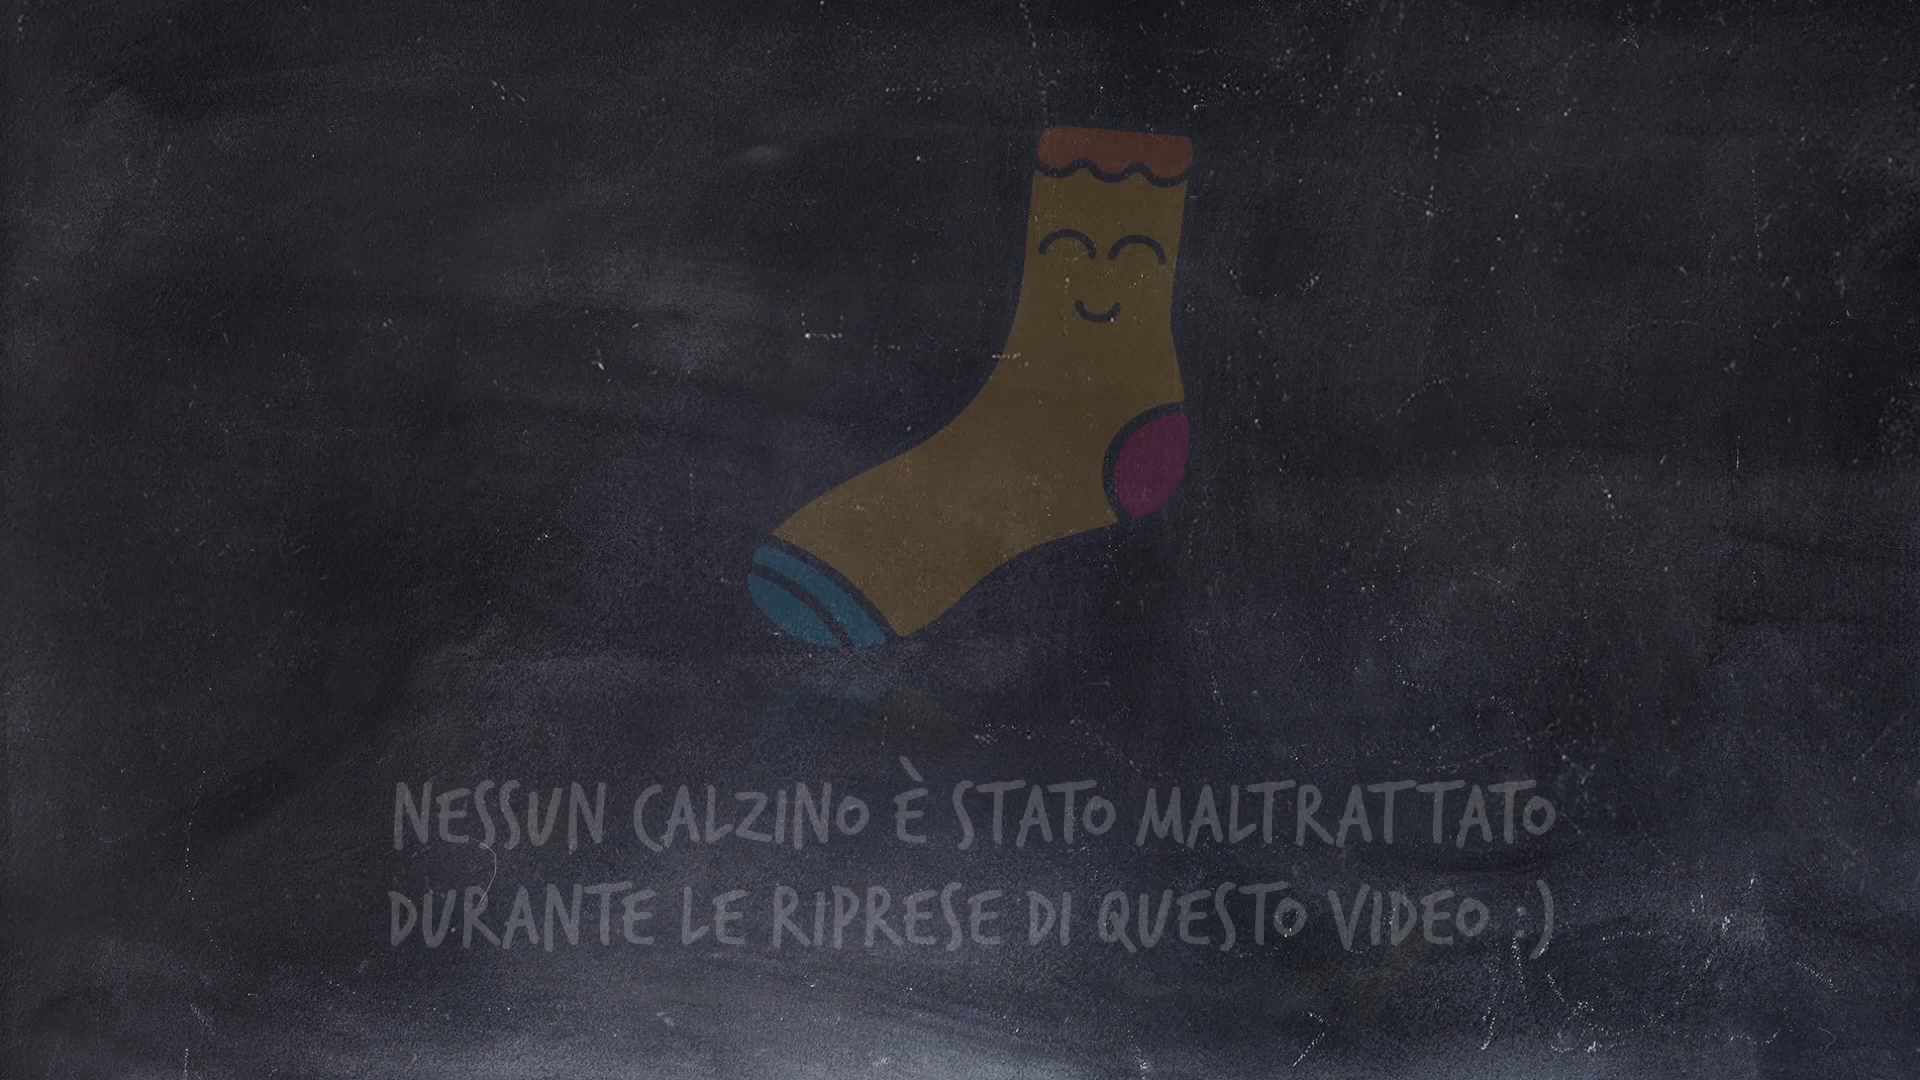 NESSUN CALZINO È STATO MALTRATTATO
DURANTE LE RIPRESE DI QUESTO VIDEO :)